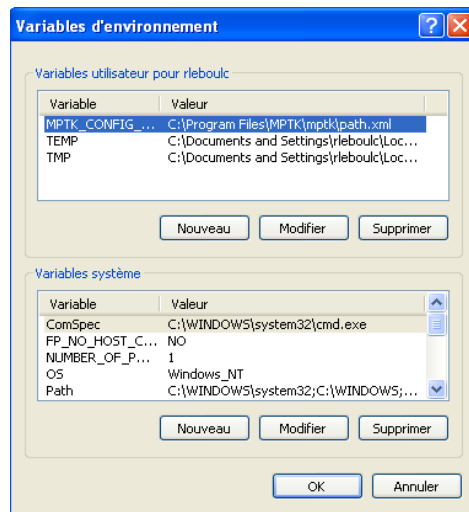 Variables d'environnement
Variables utilisateur pour rleboulc
Variable Valeur
MPTK_CONFIG_... C:\Program Files\MPTK\mptk\path.xml
TEMP C:\Documents and Settings\rleboulc\Loc...
TMP C:\Documents and Settings\rleboulc\Loc...
Nouveau Modifier Supprimer
Variables système
Variable Valeur
ComSpec C:\WINDOWS\system32\cmd.exe
FP_NO_HOST_C... NO
NUMBER_OF_P... 1
OS Windows_NT
Path C:\WINDOWS\system32;C:\WINDOWS;...
Nouveau Modifier Supprimer
OK Annuler